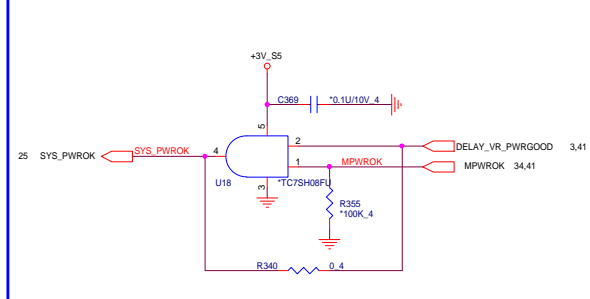 +3V_S5
C369 *0.1U/10V_4
5
25 SYS_PWROK SYS_PWROK 4 2 DELAY_VR_PWRGOOD 3,41
1 MPWROK MPWROK 34,41
U18 3 *TC7SH08FU
R355
*100K_4
R340 0_4